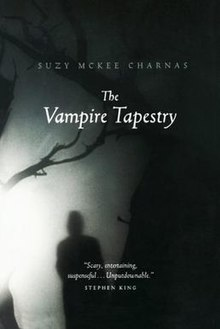 SUZY MCKEE CHARNAS
The
Vampire Tapestry
"Scary, entertaining,
suspenseful . . . Unputdownable."
STEPHEN KING